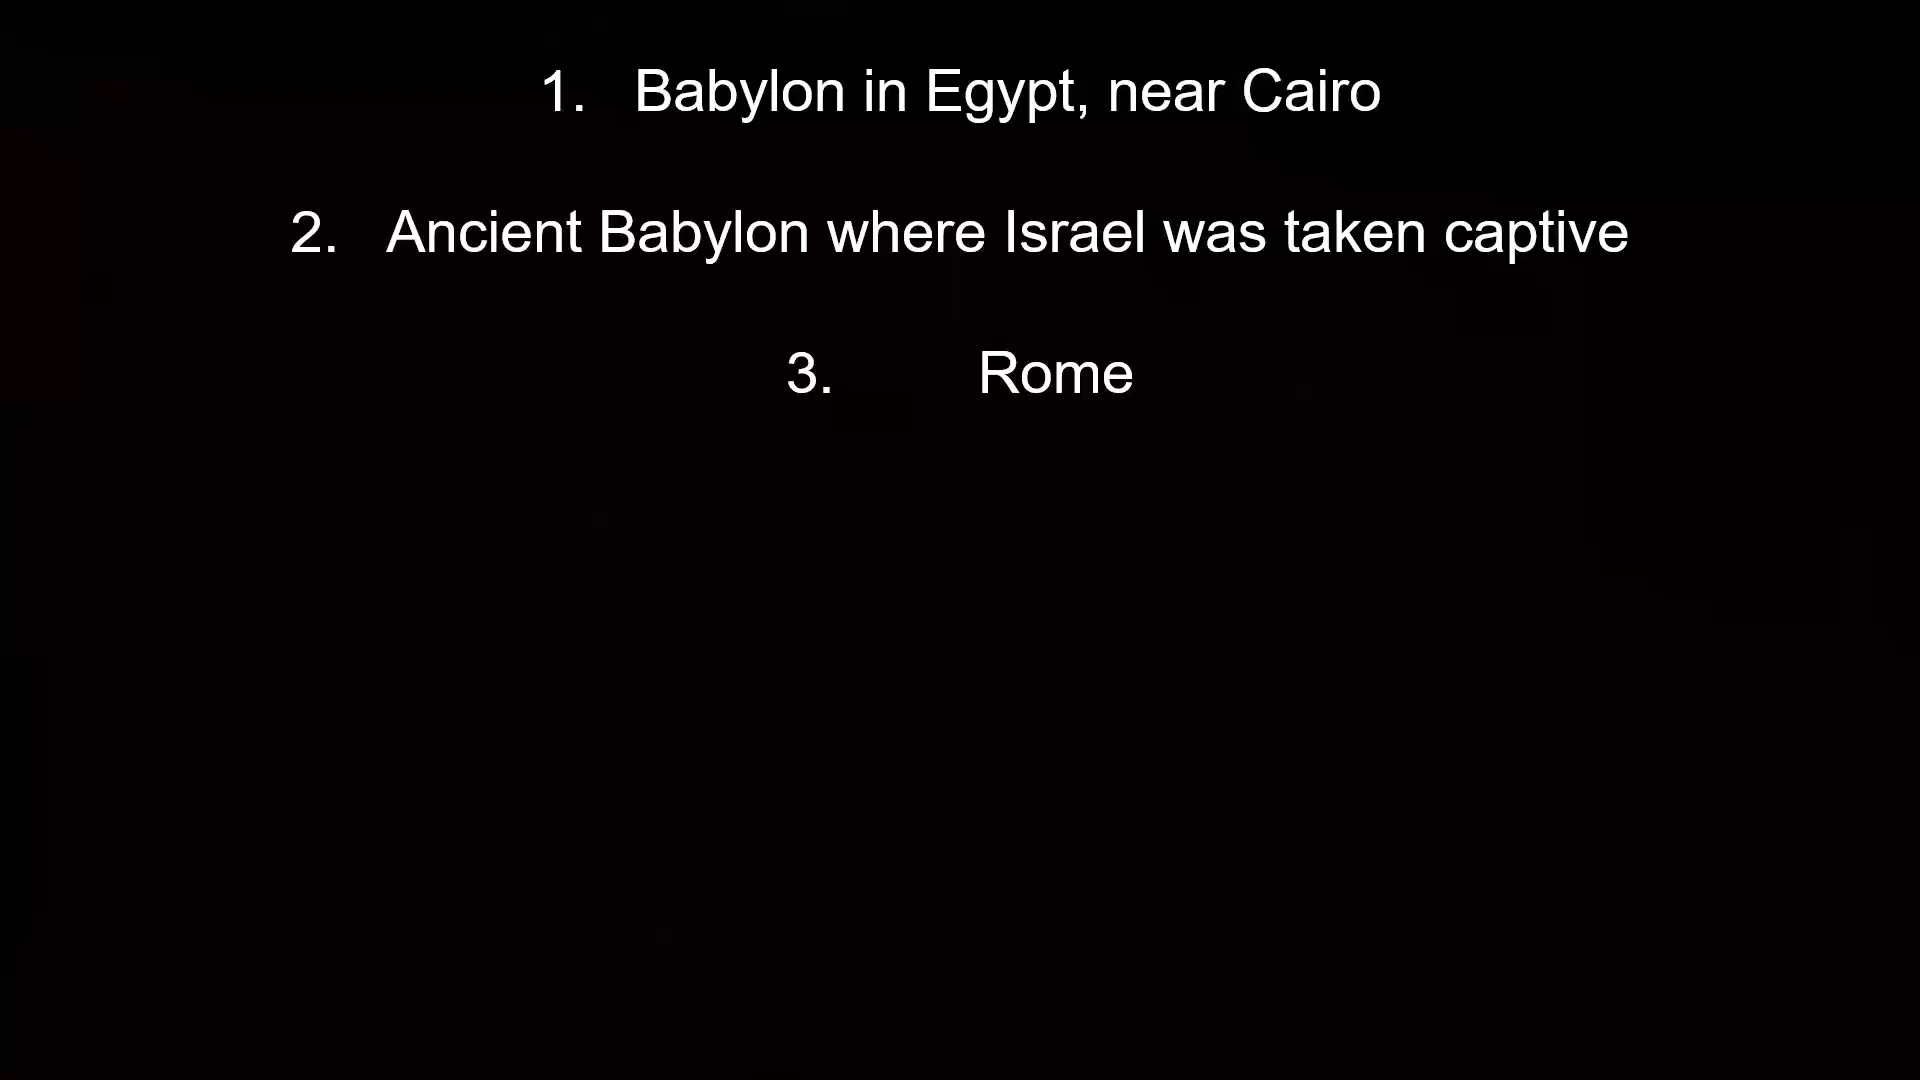 1. Babylon in Egypt, near Cairo
2. Ancient Babylon where Israel was taken captive
3. Rome